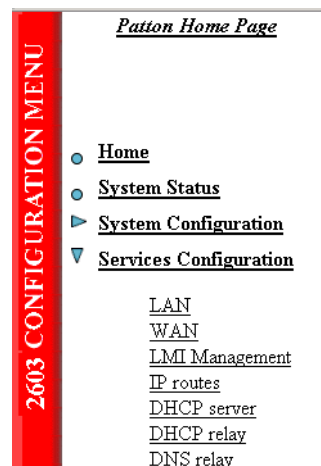 Patton Home Page
2603 CONFIGURATION MENU
Home
System Status
System Configuration
Services Configuration
LAN
WAN
LMI Management
IP routes
DHCP server
DHCP relay
DNS relay